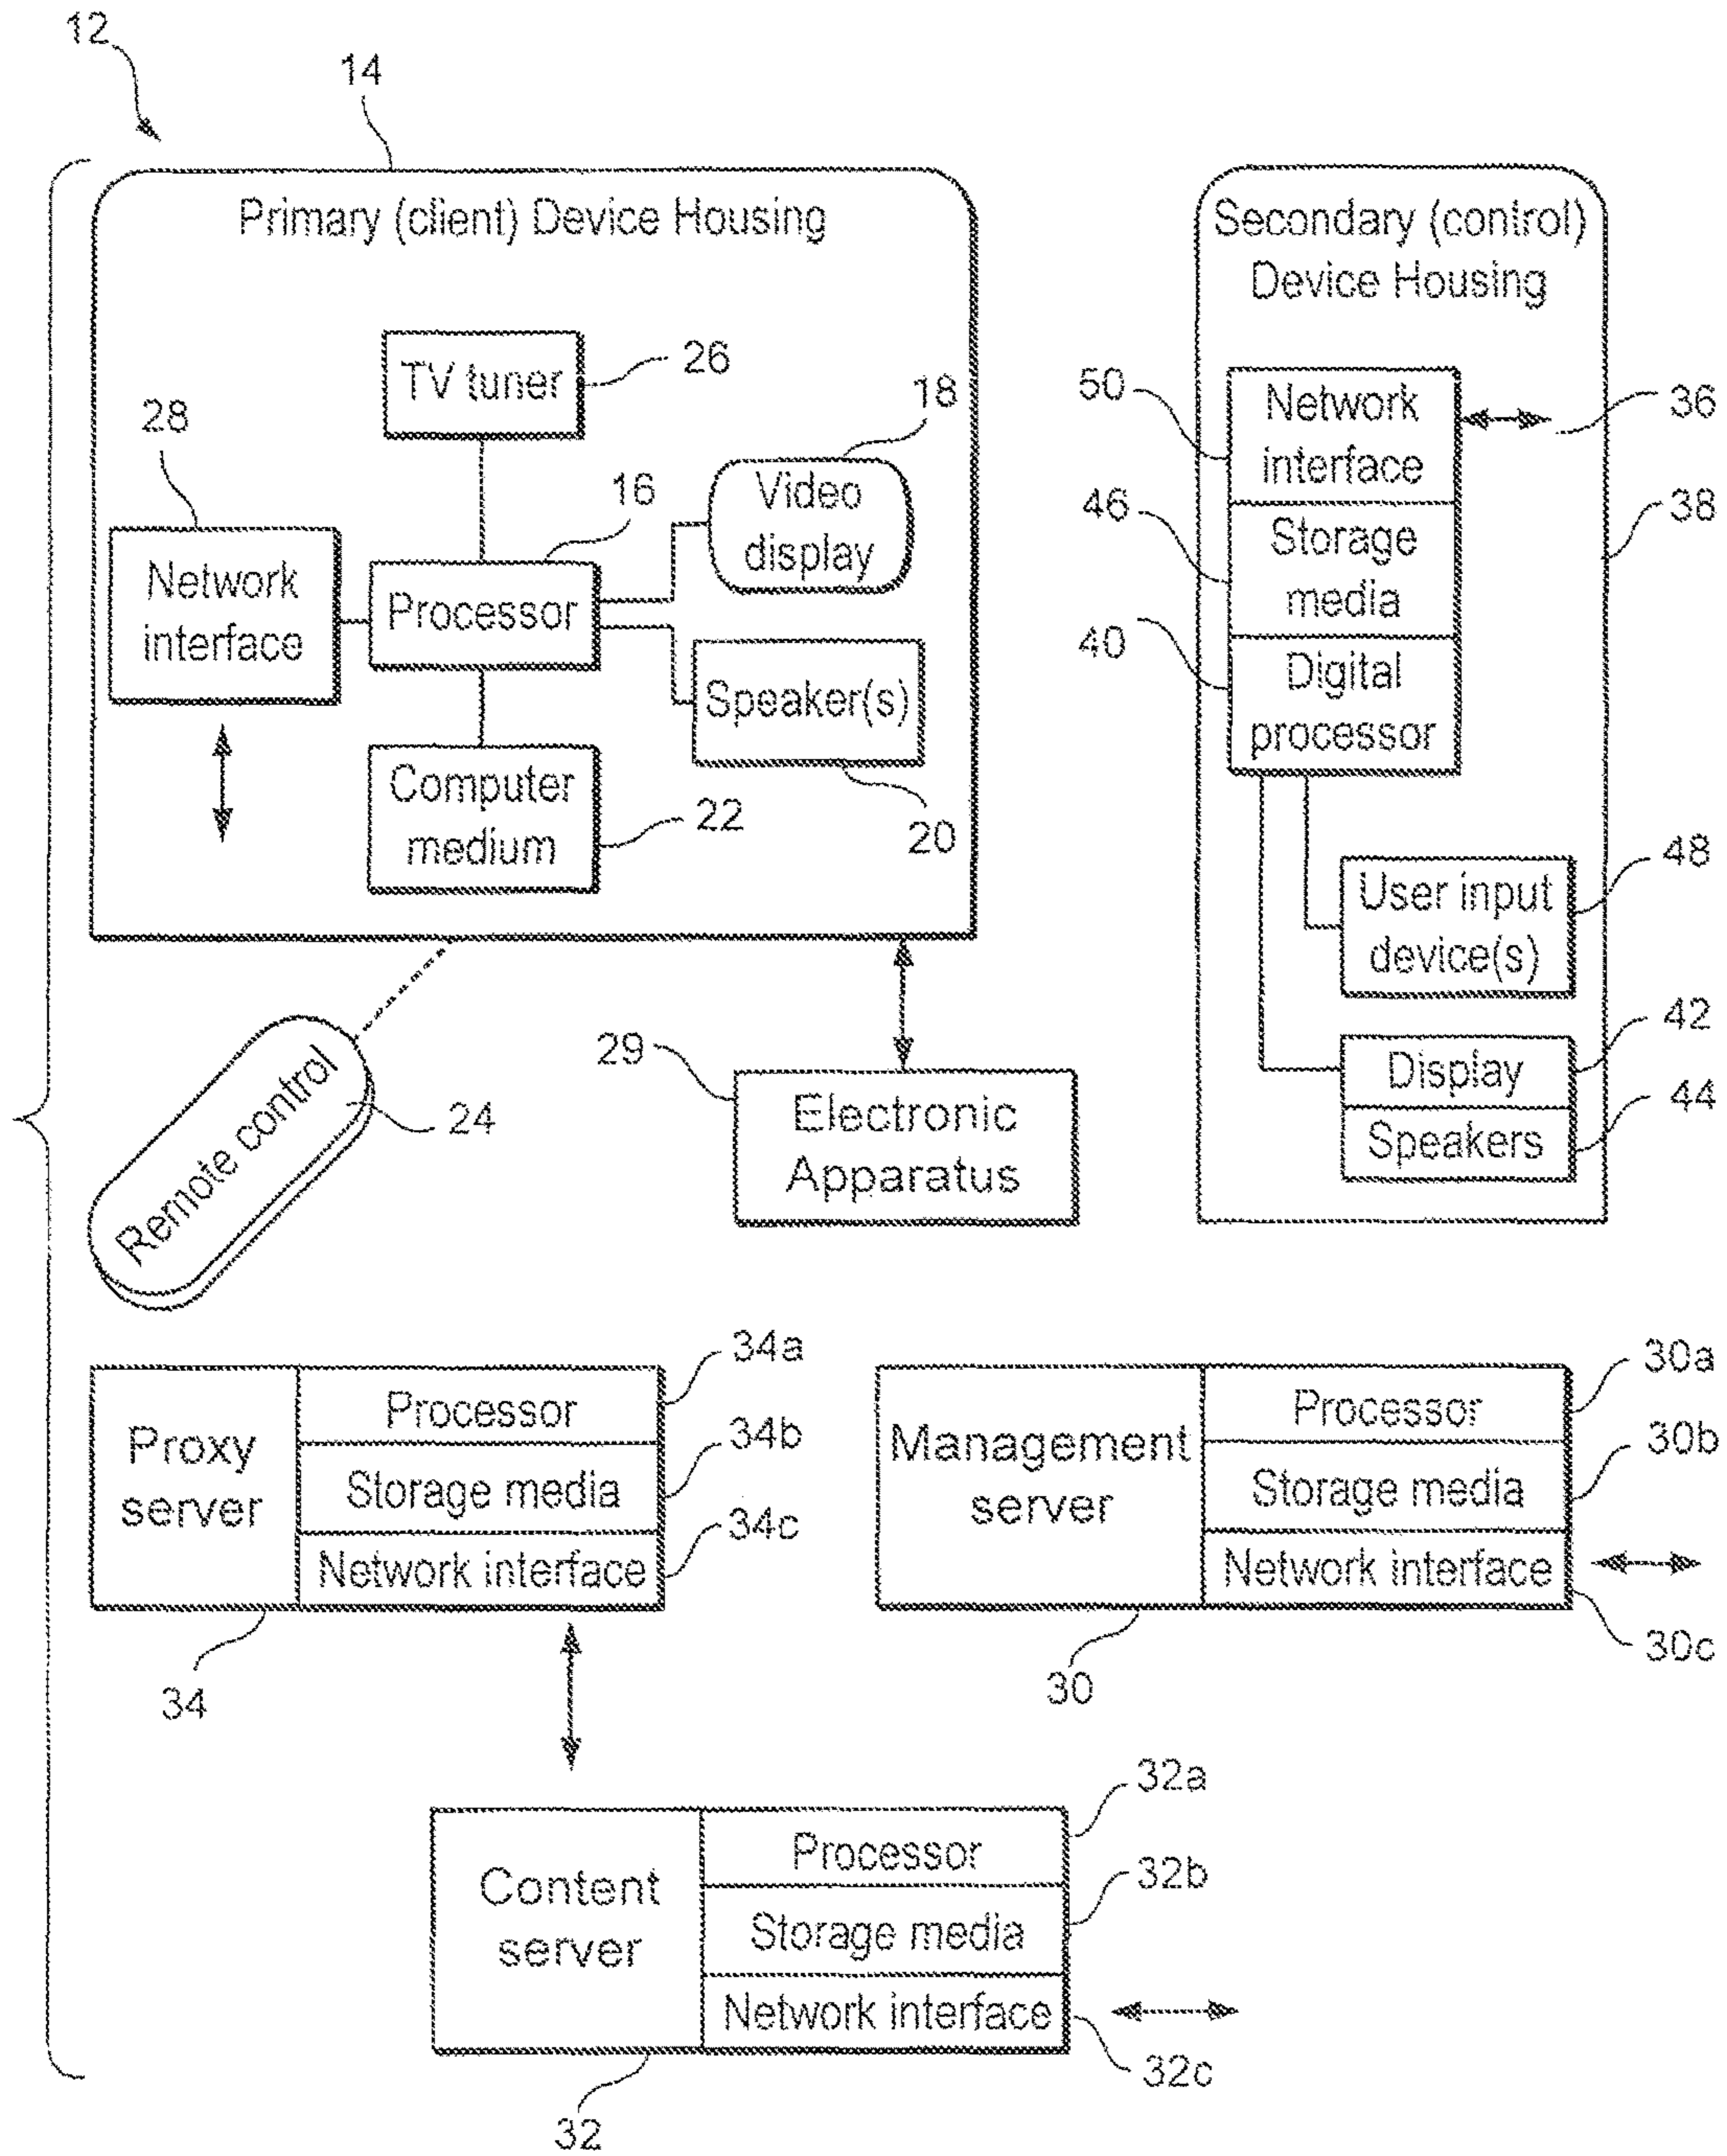 12
14
Primary (client) Device Housing
TV tuner
26
28
16
18
Video
display
Network
interface
Processor
Speaker(s)
20
Computer
medium
22
Remote control
24
29
Electronic
Apparatus
Secondary (control)
Device Housing
50
Network
interface
36
38
46
Storage
media
40
Digital
processor
48
User input
device(s)
42
Display
44
Speakers
Proxy
server
Processor
34a
Storage media
34b
Network interface
34c
34
Management
server
Processor
30a
Storage media
30b
Network interface
30c
30
Content
server
Processor
32a
Storage media
32b
Network interface
32c
32